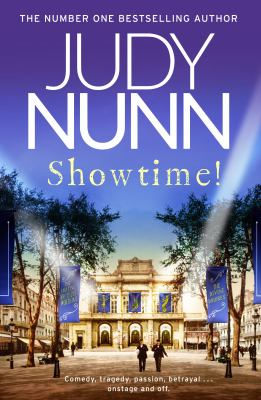 THE NUMBER ONE BESTSELLING AUTHOR
JUDY
NUNN
Showtime!
Comedy, tragedy, passion, betrayal ...
onstage and off.